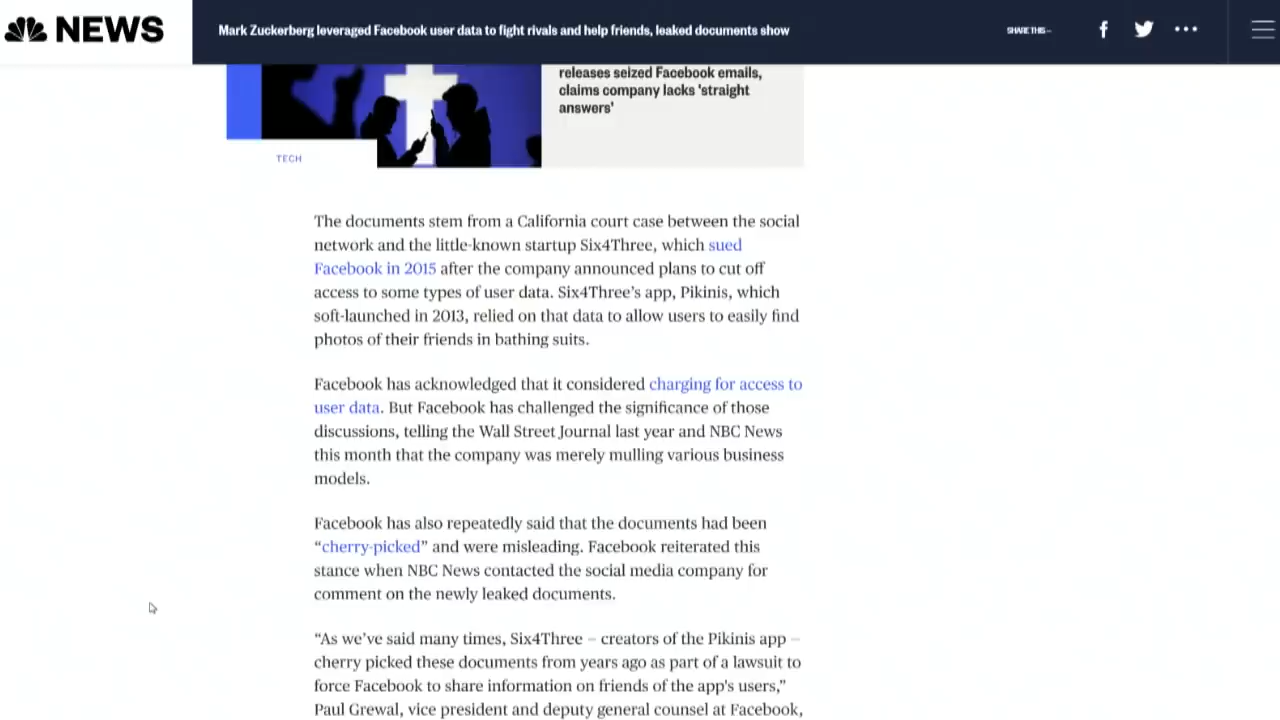 NEWS
Mark Zuckerberg leveraged Facebook user data to fight rivals and help friends, leaked documents show
SHARE THIS —
releases seized Facebook emails,
claims company lacks 'straight
answers'
TECH
The documents stem from a California court case between the social
network and the little-known startup Six4Three, which sued
Facebook in 2015 after the company announced plans to cut off
access to some types of user data. Six4Three’s app, Pikinis, which
soft-launched in 2013, relied on that data to allow users to easily find
photos of their friends in bathing suits.
Facebook has acknowledged that it considered charging for access to
user data. But Facebook has challenged the significance of those
discussions, telling the Wall Street Journal last year and NBC News
this month that the company was merely mulling various business
models.
Facebook has also repeatedly said that the documents had been
“cherry-picked” and were misleading. Facebook reiterated this
stance when NBC News contacted the social media company for
comment on the newly leaked documents.
“As we’ve said many times, Six4Three – creators of the Pikinis app –
cherry picked these documents from years ago as part of a lawsuit to
force Facebook to share information on friends of the app's users,”
Paul Grewal, vice president and deputy general counsel at Facebook,